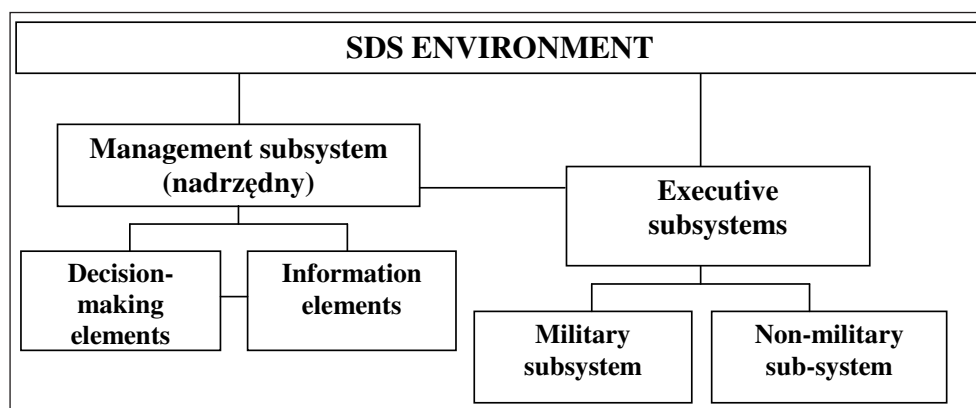 SDS ENVIRONMENT
Management subsystem
(nadrzędny)
Executive
subsystems
Decision-
making
elements
Information
elements
Military
subsystem
Non-military
sub-system